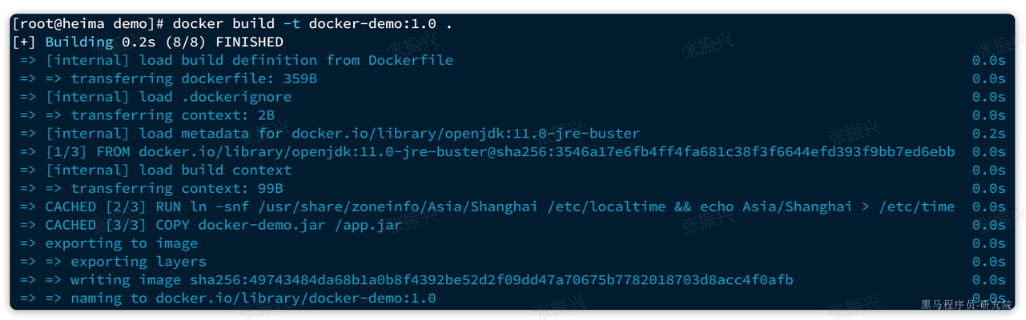 [root@heima demo]# docker build -t docker-demo:1.0 .
[+] Building 0.2s (8/8) FINISHED
=> [internal] load build definition from Dockerfile 0.0s
=> => transferring dockerfile: 359B 0.0s
=> [internal] load .dockerignore 0.0s
=> => transferring context: 2B 0.0s
=> [internal] load metadata for docker.io/library/openjdk:11.0-jre-buster 0.2s
=> [1/3] FROM docker.io/library/openjdk:11.0-jre-buster@sha256:3546a17e6fb4ff4fa681c38f3f6644efd393f9bb7ed6ebb 0.0s
=> [internal] load build context 0.0s
=> => transferring context: 99B 0.0s
=> CACHED [2/3] RUN ln -snf /usr/share/zoneinfo/Asia/Shanghai /etc/localtime && echo Asia/Shanghai > /etc/time 0.0s
=> CACHED [3/3] COPY docker-demo.jar /app.jar 0.0s
=> exporting to image 0.0s
=> => exporting layers 0.0s
=> => writing image sha256:49743484da68b1a0b8f4392be52d2f09dd47a70675b7782018703d8acc4f0afb 0.0s
=> => naming to docker.io/library/docker-demo:1.0 0.0s
黑马程序员-研究院
张振兴